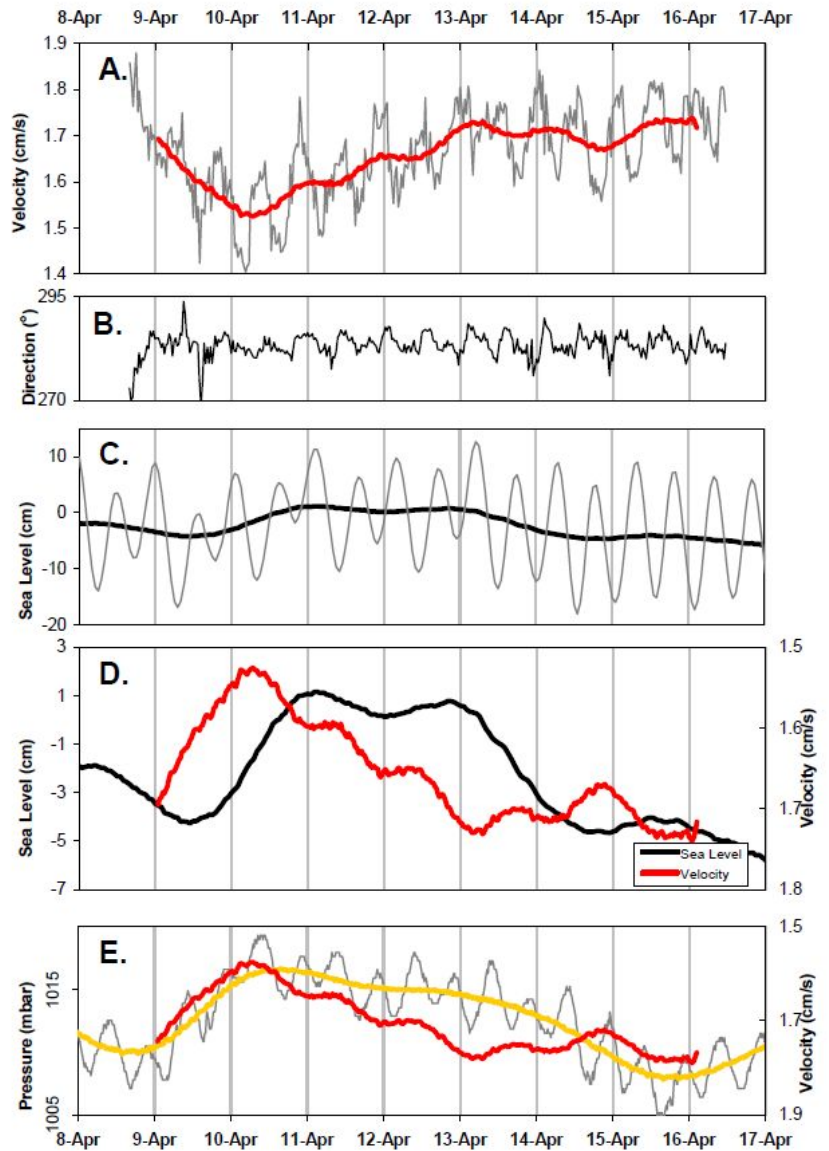 8-Apr 9-Apr 10-Apr 11-Apr 12-Apr 13-Apr 14-Apr 15-Apr 16-Apr 17-Apr
A.
1.9
1.8
1.7
1.6
1.5
1.4
Velocity (cm/s)
B.
295
270
Direction (°)
C.
10
0
-10
-20
Sea Level (cm)
D.
3
1
-1
-3
-5
-7
Sea Level (cm)
1.5
1.6
1.7
1.8
Velocity (cm/s)
Sea Level
Velocity
E.
1015
1005
Pressure (mbar)
1.5
1.7
1.9
Velocity (cm/s)
8-Apr 9-Apr 10-Apr 11-Apr 12-Apr 13-Apr 14-Apr 15-Apr 16-Apr 17-Apr